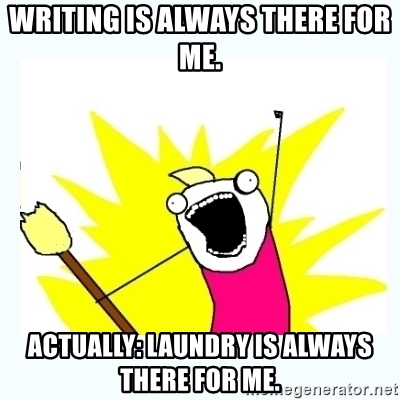 WRITING IS ALWAYS THERE FOR
ME.
ACTUALLY: LAUNDRY IS ALWAYS
THERE FOR ME.
memegenerator.net